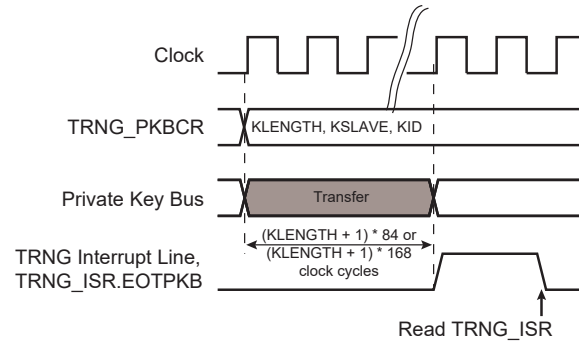 Clock
TRNG_PKBCR
KLENGTH, KSLAVE, KID
Private Key Bus
Transfer
(KLENGTH + 1) * 84 or
(KLENGTH + 1) * 168
clock cycles
TRNG Interrupt Line,
TRNG_ISR.EOTPKB
Read TRNG_ISR